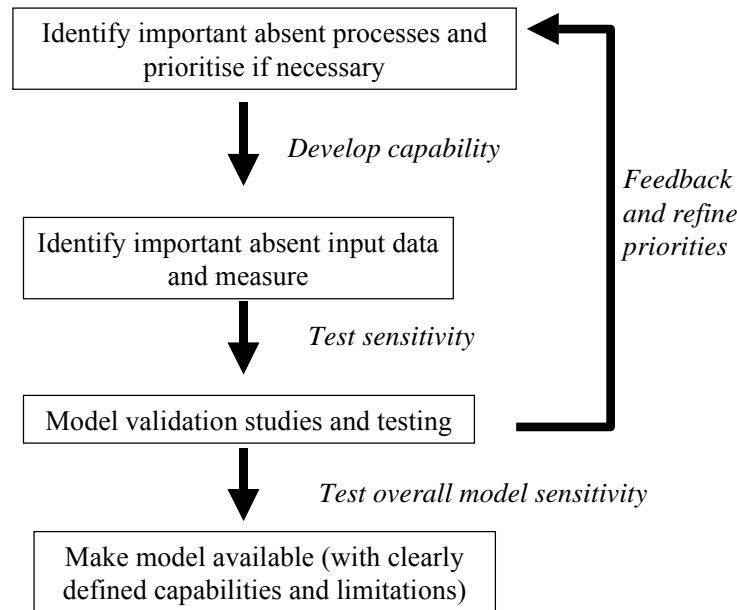 Identify important absent processes and
prioritise if necessary
Develop capability
Feedback
and refine
priorities
Identify important absent input data
and measure
Test sensitivity
Model validation studies and testing
Test overall model sensitivity
Make model available (with clearly
defined capabilities and limitations)